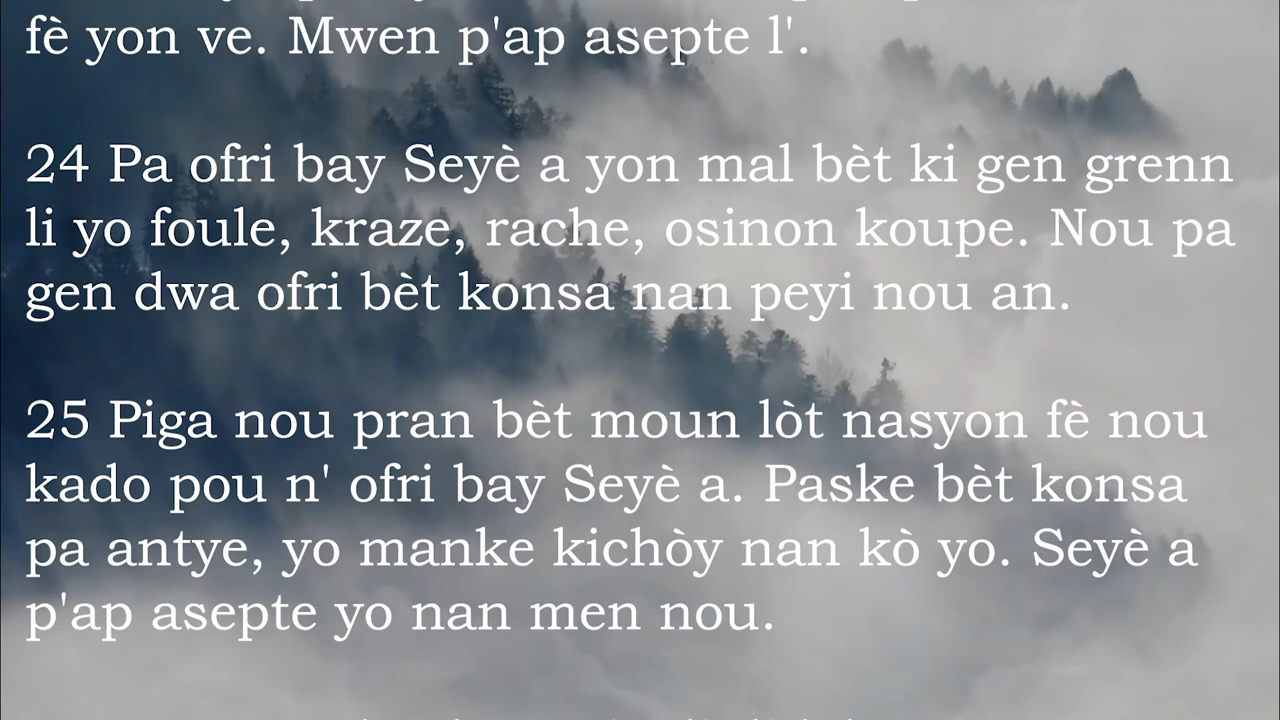 fè yon ve. Mwen p'ap asepte l'.
24 Pa ofri bay Seyè a yon mal bèt ki gen grenn
li yo foule, kraze, rache, osinon koupe. Nou pa
gen dwa ofri bèt konsa nan peyi nou an.
25 Piga nou pran bèt moun lòt nasyon fè nou
kado pou n' ofri bay Seyè a. Paske bèt konsa
pa antye, yo manke kichòy nan kò yo. Seyè a
p'ap asepte yo nan men nou.